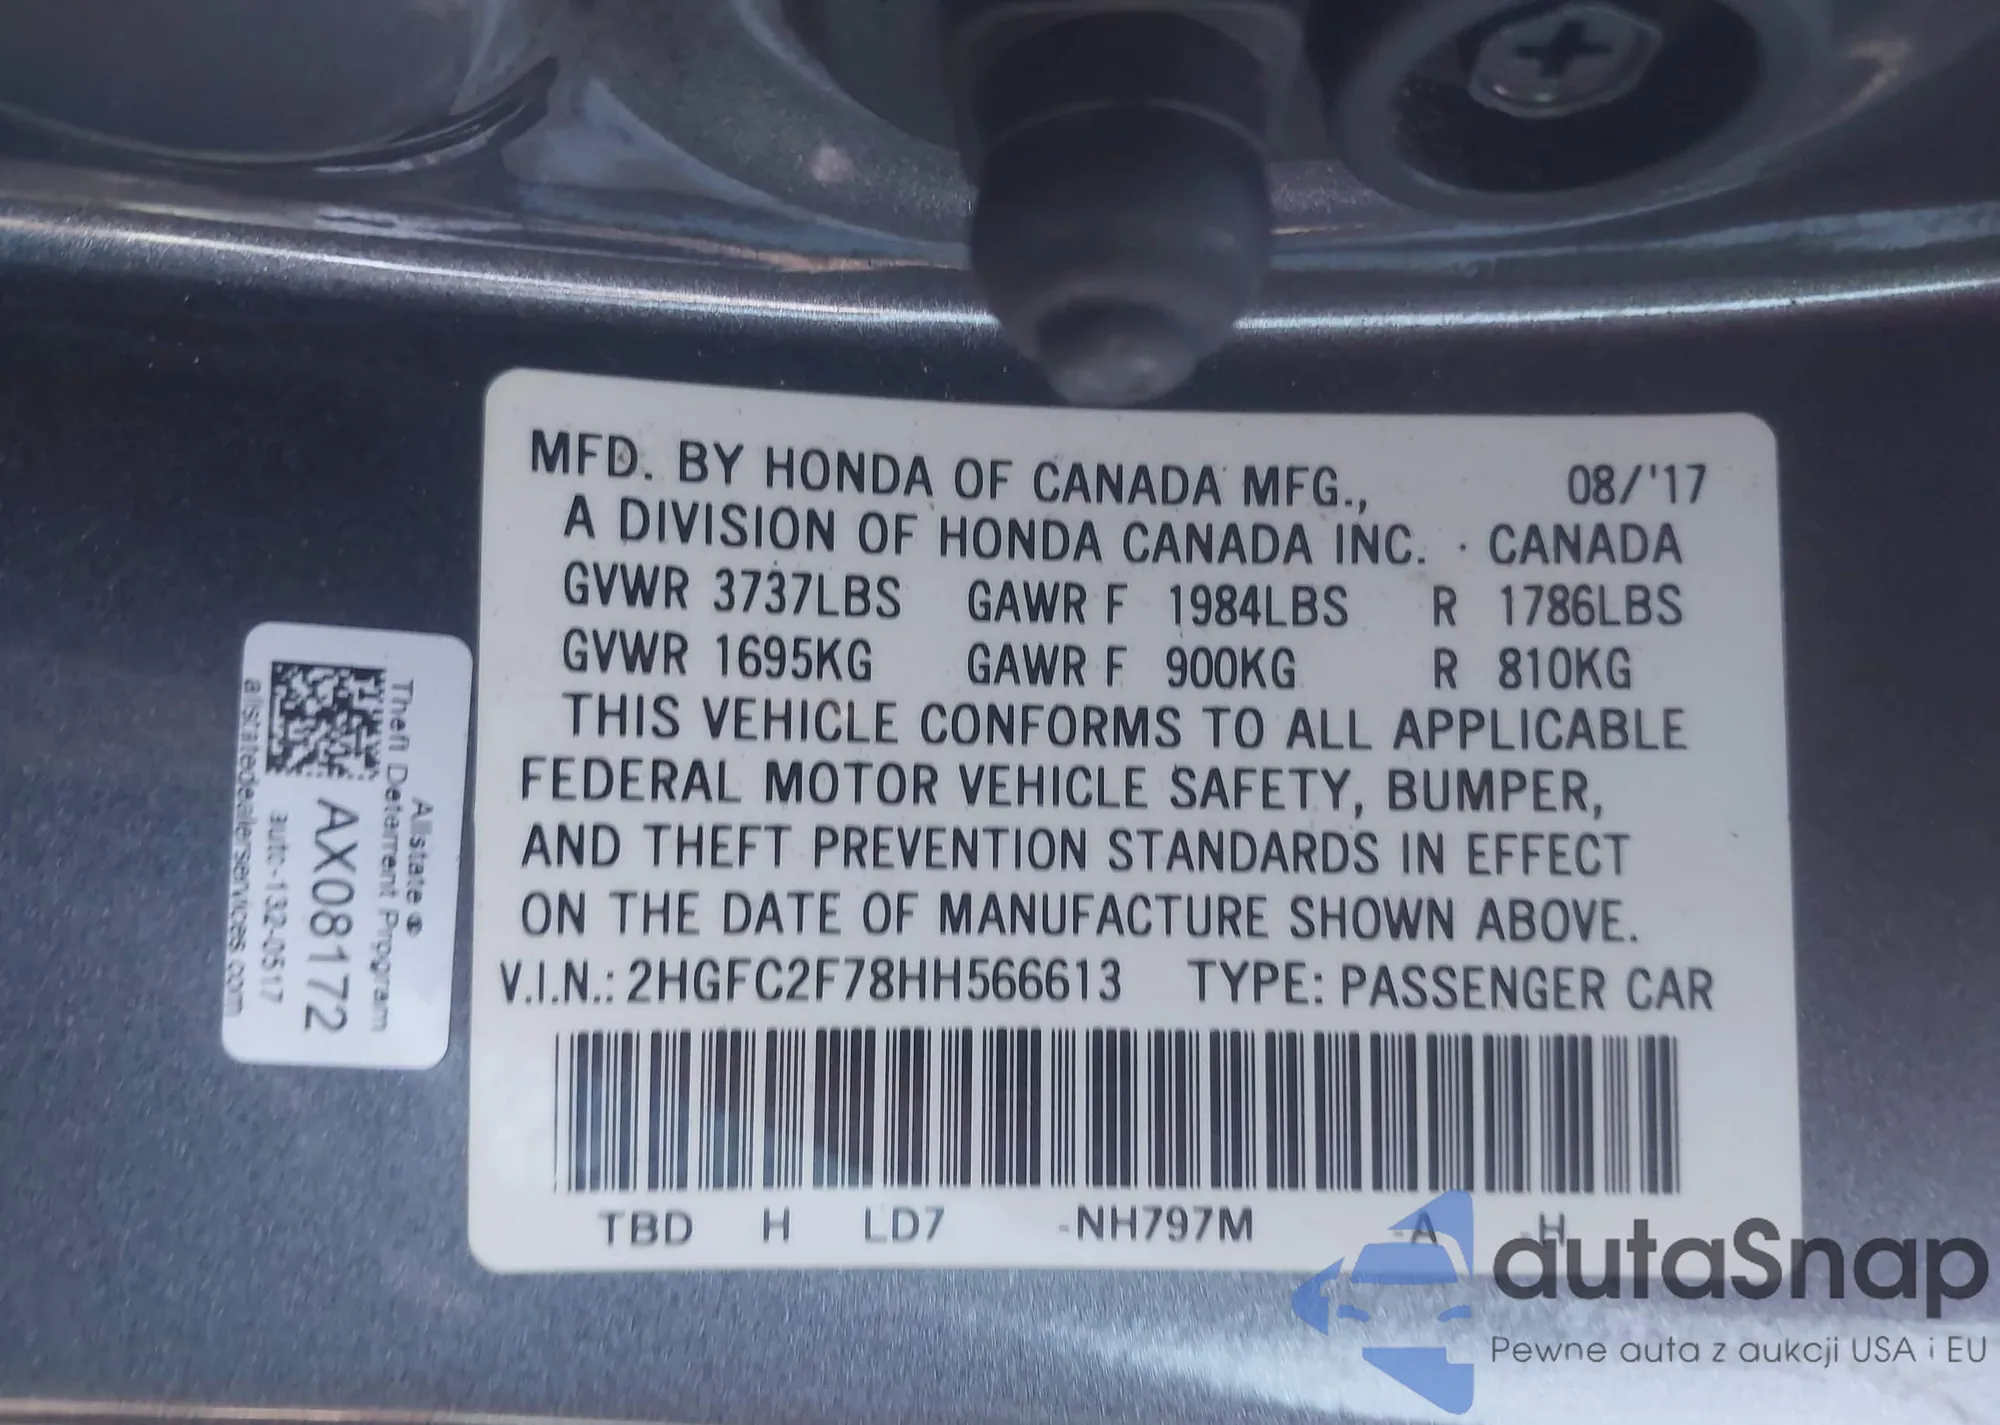 MFD. BY HONDA OF CANADA MFG., 08/'17
A DIVISION OF HONDA CANADA INC. · CANADA
GVWR 3737LBS GAWR F 1984LBS R 1786LBS
GVWR 1695KG GAWR F 900KG R 810KG
THIS VEHICLE CONFORMS TO ALL APPLICABLE
FEDERAL MOTOR VEHICLE SAFETY, BUMPER,
AND THEFT PREVENTION STANDARDS IN EFFECT
ON THE DATE OF MANUFACTURE SHOWN ABOVE.
V.I.N.: 2HGFC2F78HH566613 TYPE: PASSENGER CAR
TBD H LD7 -NH797M -A -H
Allstate
Theft Deterrent Program
AX08172
auto-132-0517
allstatedealerservices.com
autaSnap
Pewne auta z aukcji USA i EU